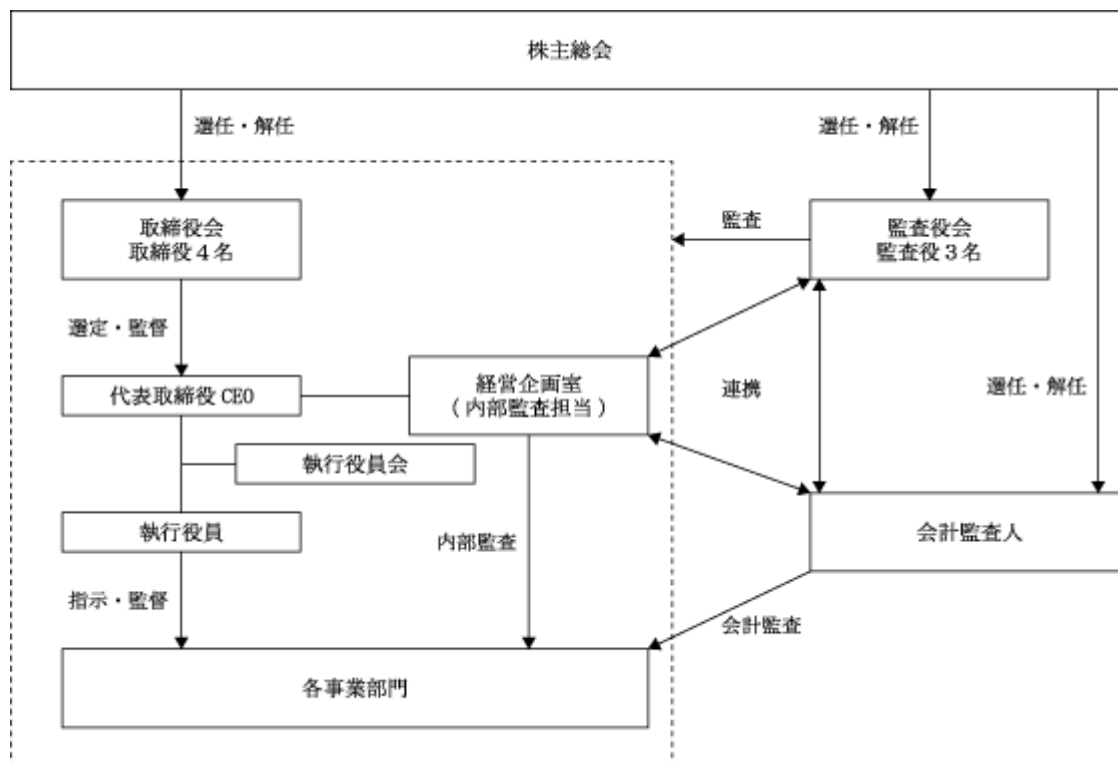 株主総会
選任・解任
選任・解任
取締役会
取締役4名
監査
監査役会
監査役3名
選定・監督
代表取締役 CEO
経営企画室
(内部監査担当)
連携
選任・解任
執行役員会
執行役員
内部監査
会計監査人
指示・監督
会計監査
各事業部門